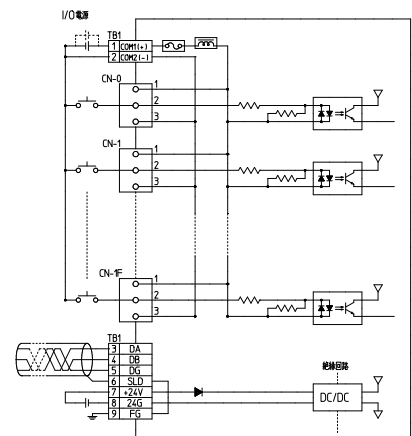 I/O電源
TB1
1 COM1(+)
2 COM2(-)
CN-0
1
2
3
CN-1
1
2
3
CN-1F
1
2
3
TB1
3 DA
4 DB
5 DG
6 SLD
7 +24V
8 24G
9 FG
絶縁回路
DC/DC